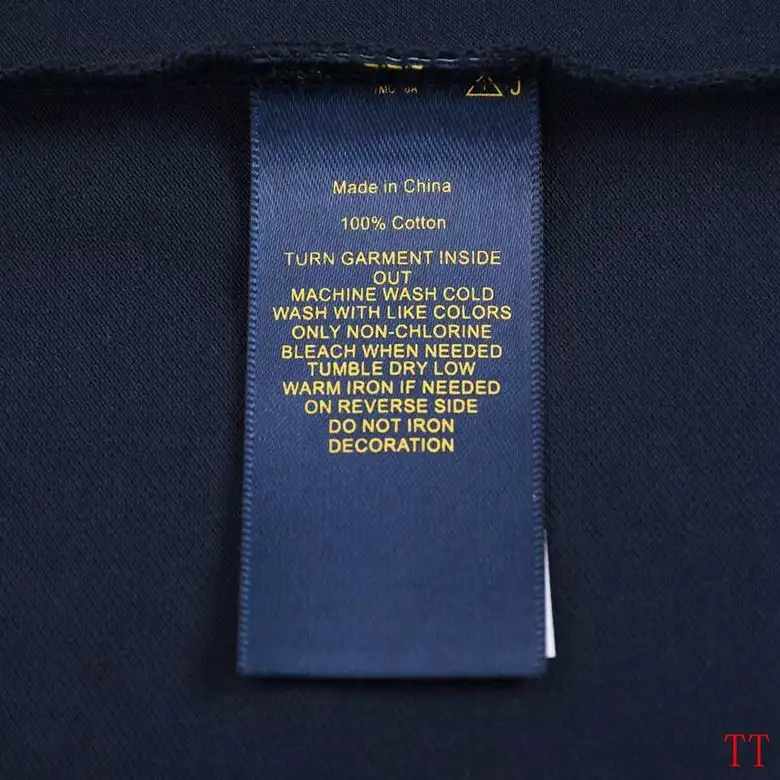 Made in China
100% Cotton
TURN GARMENT INSIDE
OUT
MACHINE WASH COLD
WASH WITH LIKE COLORS
ONLY NON-CHLORINE
BLEACH WHEN NEEDED
TUMBLE DRY LOW
WARM IRON IF NEEDED
ON REVERSE SIDE
DO NOT IRON
DECORATION
TT